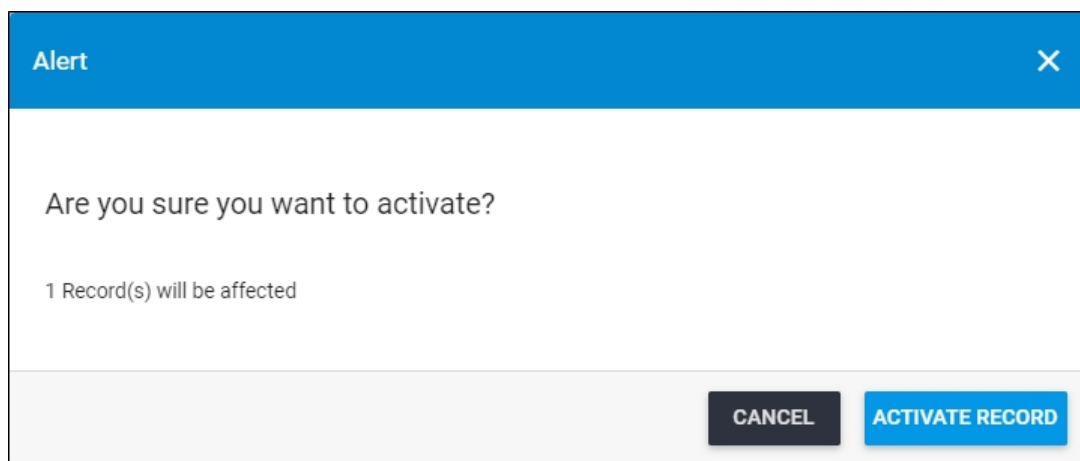 Alert
Are you sure you want to activate?
1 Record(s) will be affected
CANCEL
ACTIVATE RECORD